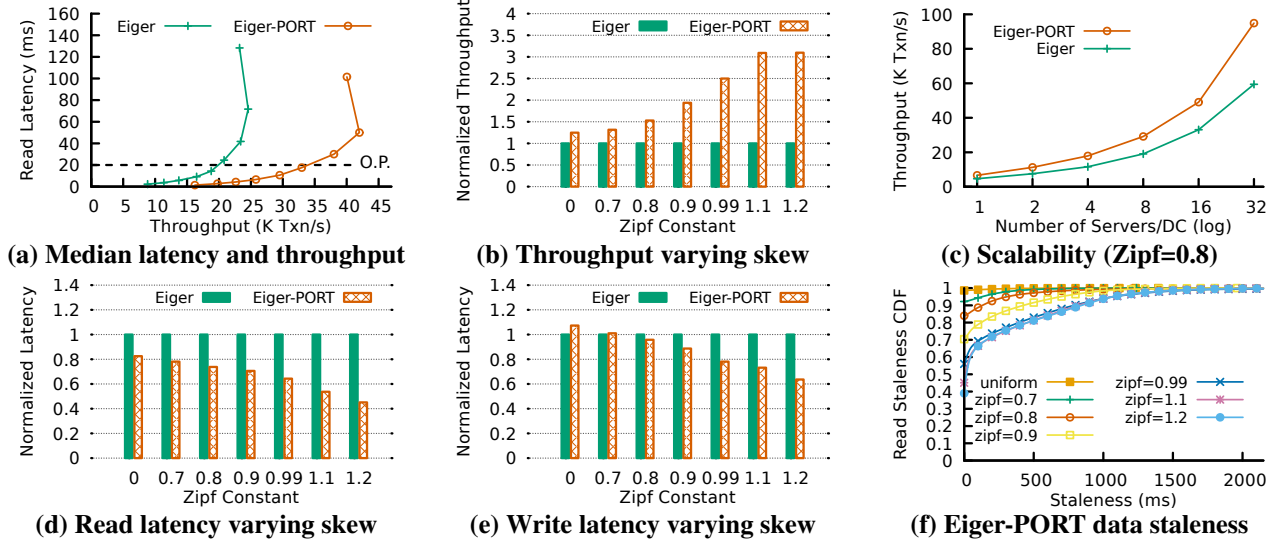 160
140
120
100
80
60
40
20
0
Read Latency (ms)
Eiger
Eiger-PORT
O.P.
0 5 10 15 20 25 30 35 40 45
Throughput (K Txn/s)
(a) Median latency and throughput
4
3.5
3
2.5
2
1.5
1
0.5
0
Normalized Throughput
Eiger
Eiger-PORT
0 0.7 0.8 0.9 0.99 1.1 1.2
Zipf Constant
(b) Throughput varying skew
100
80
60
40
20
0
Throughput (K Txn/s)
Eiger-PORT
Eiger
1 2 4 8 16 32
Number of Servers/DC (log)
(c) Scalability (Zipf=0.8)
1.4
1.2
1
0.8
0.6
0.4
0.2
0
Normalized Latency
Eiger
Eiger-PORT
0 0.7 0.8 0.9 0.99 1.1 1.2
Zipf Constant
(d) Read latency varying skew
1.4
1.2
1
0.8
0.6
0.4
0.2
0
Normalized Latency
Eiger
Eiger-PORT
0 0.7 0.8 0.9 0.99 1.1 1.2
Zipf Constant
(e) Write latency varying skew
1
0.9
0.8
0.7
0.6
0.5
0.4
0.3
0.2
0.1
0
Read Staleness CDF
uniform
zipf=0.7
zipf=0.8
zipf=0.9
zipf=0.99
zipf=1.1
zipf=1.2
0 500 1000 1500 2000
Staleness (ms)
(f) Eiger-PORT data staleness